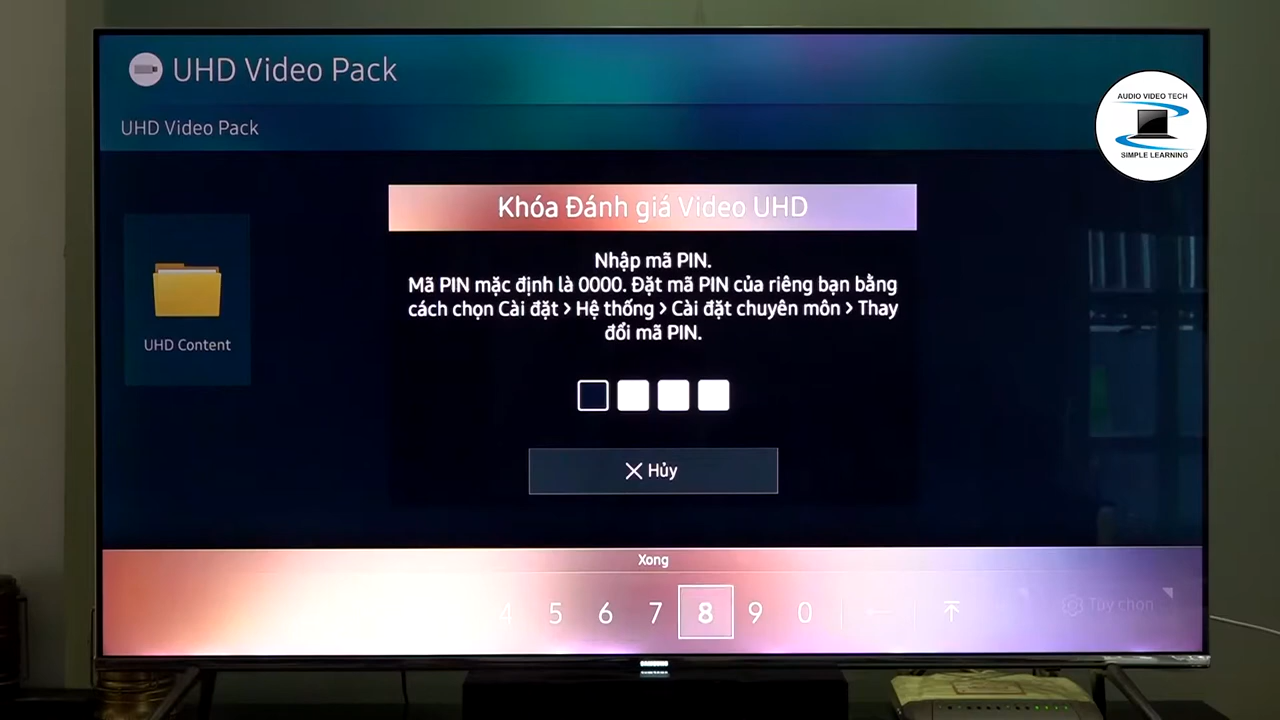 UHD Video Pack
AUDIO VIDEO TECH
SIMPLE LEARNING
UHD Video Pack
Khóa Đánh giá Video UHD
Nhập mã PIN.
Mã PIN mặc định là 0000. Đặt mã PIN của riêng bạn bằng
cách chọn Cài đặt > Hệ thống > Cài đặt chuyên môn > Thay
đổi mã PIN.
UHD Content
Hủy
Xong
4 5 6 7 8 9 0
Tùy chọn
SAMSUNG